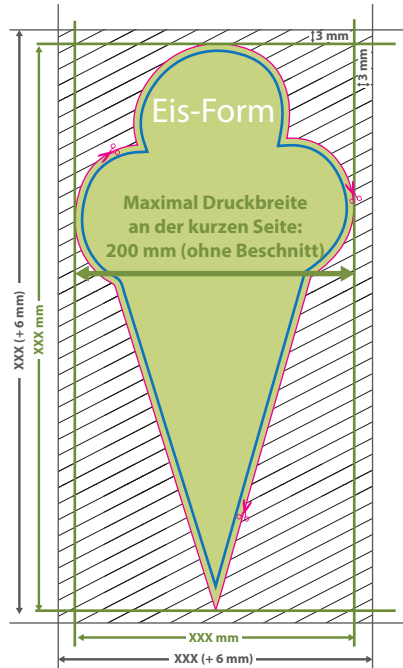 3 mm
3 mm
Eis-Form
Maximal Druckbreite
an der kurzen Seite:
200 mm (ohne Beschnitt)
XXX (+ 6 mm)
XXX mm
XXX mm
XXX (+ 6 mm)